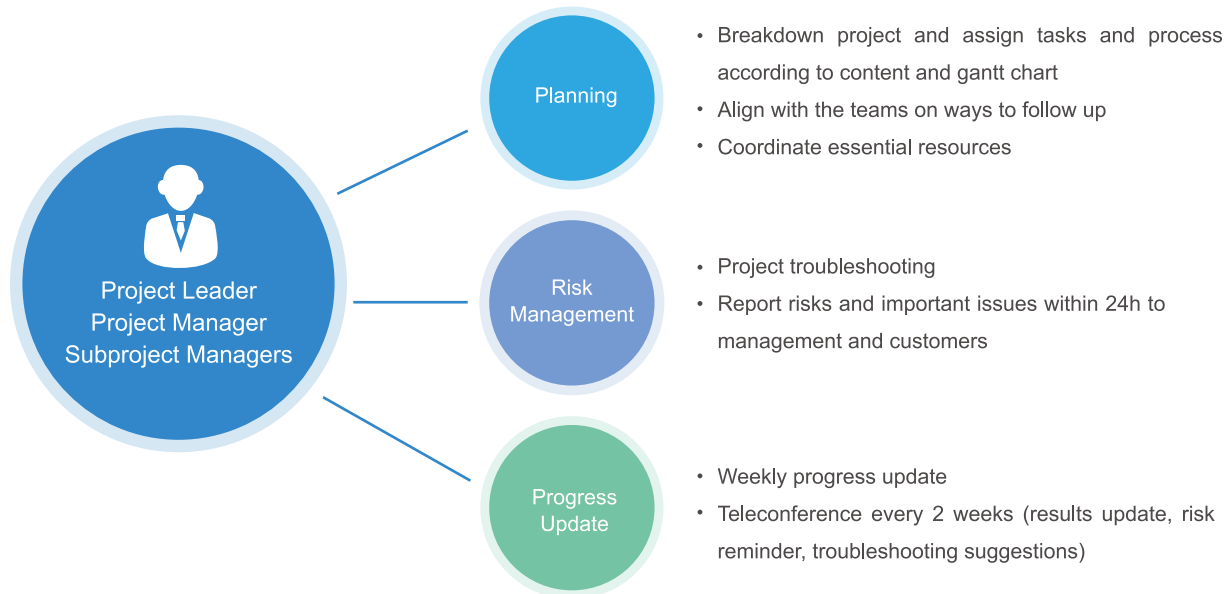 Project Leader
Project Manager
Subproject Managers
Planning
• Breakdown project and assign tasks and process
according to content and gantt chart
• Align with the teams on ways to follow up
• Coordinate essential resources
Risk
Management
• Project troubleshooting
• Report risks and important issues within 24h to
management and customers
Progress
Update
• Weekly progress update
• Teleconference every 2 weeks (results update, risk
reminder, troubleshooting suggestions)